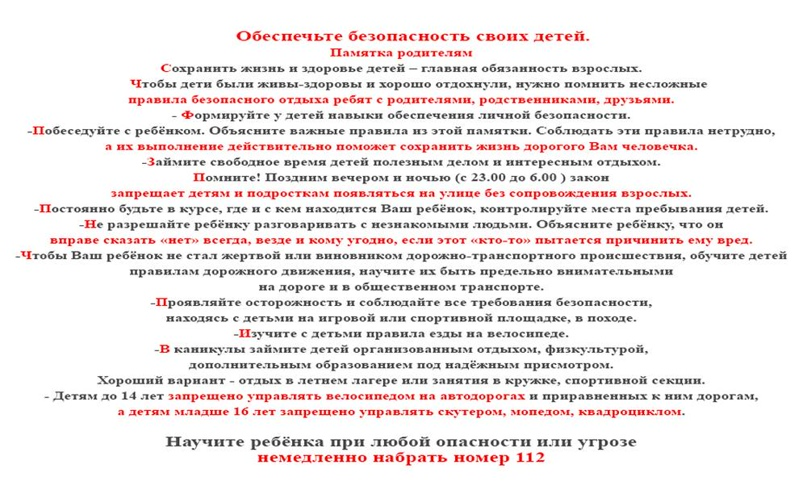 Обеспечьте безопасность своих детей.
Памятка родителям
Сохранить жизнь и здоровье детей – главная обязанность взрослых.
Чтобы дети были живы-здоровы и хорошо отдохнули, нужно помнить несложные
правила безопасного отдыха ребят с родителями, родственниками, друзьями.
- Формируйте у детей навыки обеспечения личной безопасности.
-Побеседуйте с ребёнком. Объясните важные правила из этой памятки. Соблюдать эти правила нетрудно,
а их выполнение действительно поможет сохранить жизнь дорогого Вам человечка.
-Займите свободное время детей полезным делом и интересным отдыхом.
Помните! Поздним вечером и ночью (с 23.00 до 6.00 ) закон
запрещает детям и подросткам появляться на улице без сопровождения взрослых.
-Постоянно будьте в курсе, где и с кем находится Ваш ребёнок, контролируйте места пребывания детей.
-Не разрешайте ребёнку разговаривать с незнакомыми людьми. Объясните ребёнку, что он
вправе сказать «нет» всегда, везде и кому угодно, если этот «кто-то» пытается причинить ему вред.
-Чтобы Ваш ребёнок не стал жертвой или виновником дорожно-транспортного происшествия, обучите детей
правилам дорожного движения, научите их быть предельно внимательными
на дороге и в общественном транспорте.
-Проявляйте осторожность и соблюдайте все требования безопасности,
находясь с детьми на игровой или спортивной площадке, в походе.
-Изучите с детьми правила езды на велосипеде.
-В каникулы займите детей организованным отдыхом, физкультурой,
дополнительным образованием под надёжным присмотром.
Хороший вариант - отдых в летнем лагере или занятия в кружке, спортивной секции.
- Детям до 14 лет запрещено управлять велосипедом на автодорогах и приравненных к ним дорогам,
а детям младше 16 лет запрещено управлять скутером, мопедом, квадроциклом.
Научите ребёнка при любой опасности или угрозе
немедленно набрать номер 112